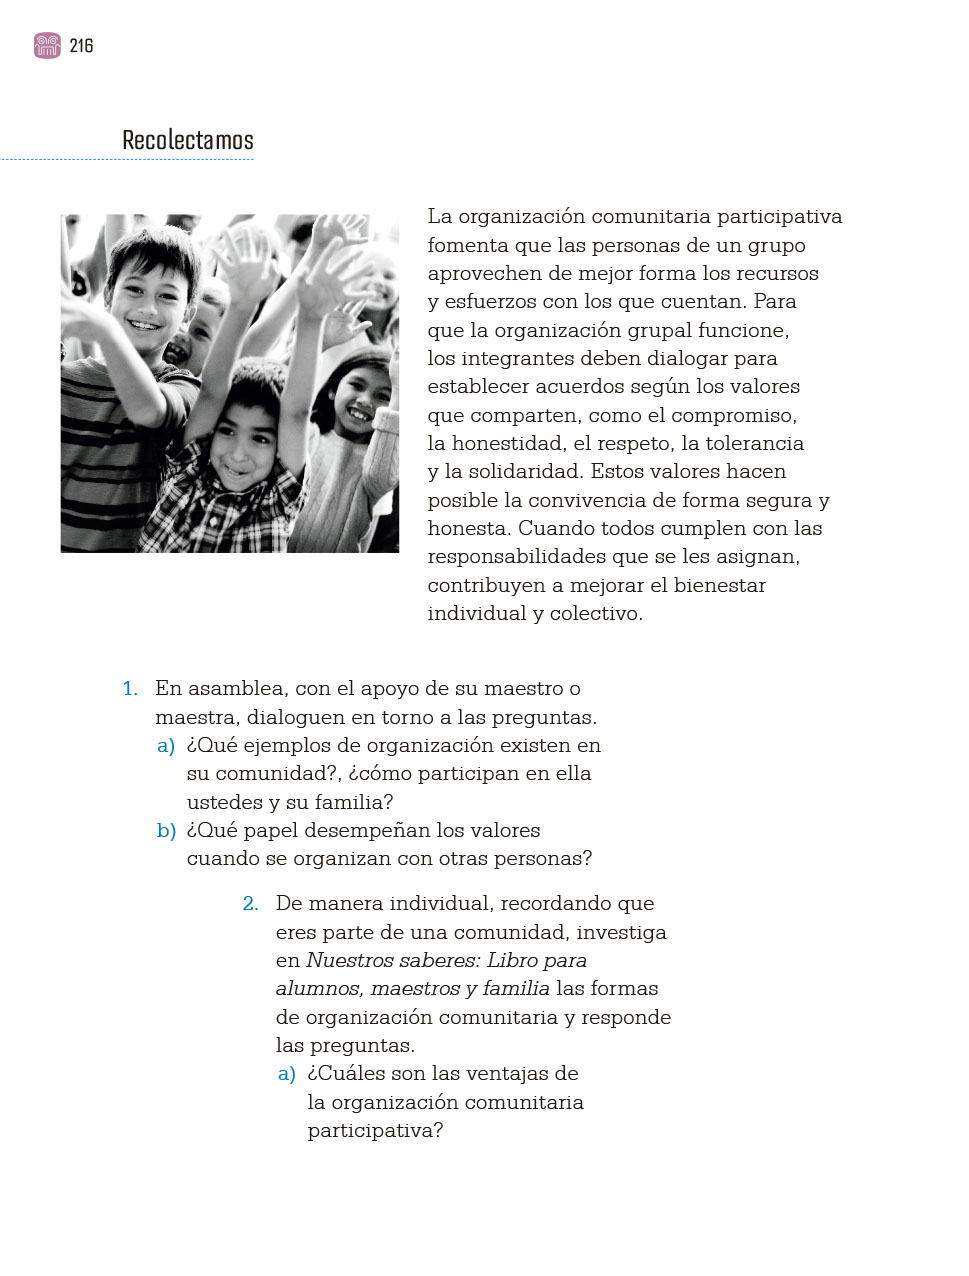 216
Recolectamos
La organización comunitaria participativa
fomenta que las personas de un grupo
aprovechen de mejor forma los recursos
y esfuerzos con los que cuentan. Para
que la organización grupal funcione,
los integrantes deben dialogar para
establecer acuerdos según los valores
que comparten, como el compromiso,
la honestidad, el respeto, la tolerancia
y la solidaridad. Estos valores hacen
posible la convivencia de forma segura y
honesta. Cuando todos cumplen con las
responsabilidades que se les asignan,
contribuyen a mejorar el bienestar
individual y colectivo.
1. En asamblea, con el apoyo de su maestro o
maestra, dialoguen en torno a las preguntas.
a) ¿Qué ejemplos de organización existen en
su comunidad?, ¿cómo participan en ella
ustedes y su familia?
b) ¿Qué papel desempeñan los valores
cuando se organizan con otras personas?
2. De manera individual, recordando que
eres parte de una comunidad, investiga
en Nuestros saberes: Libro para
alumnos, maestros y familia las formas
de organización comunitaria y responde
las preguntas.
a) ¿Cuáles son las ventajas de
la organización comunitaria
participativa?